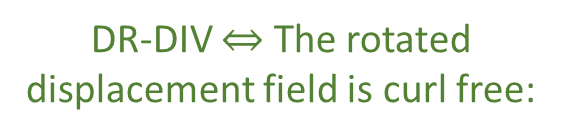 DR-DIV ⇔ The rotated
displacement field is curl free: